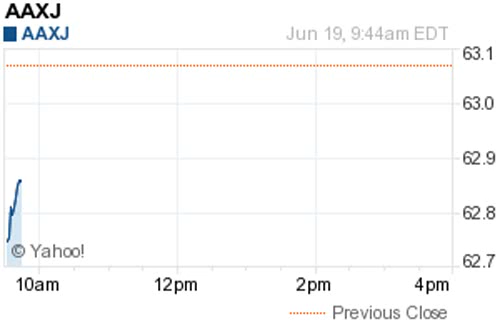 AAXJ
AAXJ Jun 19, 9:44am EDT
63.1
63.0
62.9
62.8
62.7
© Yahoo!
10am 12pm 2pm 4pm
Previous Close